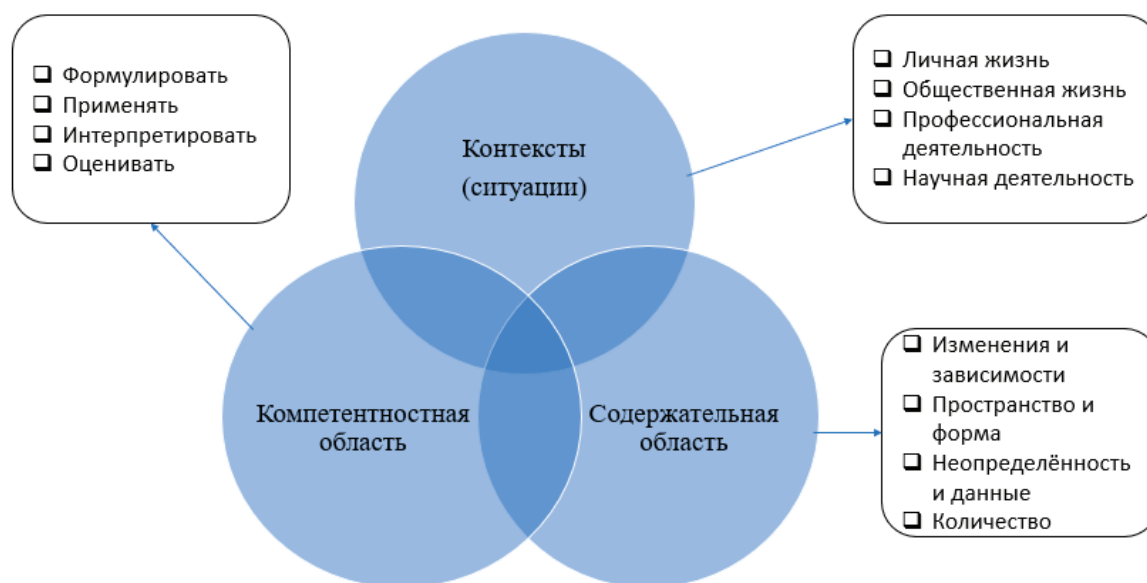 Формулировать
Применять
Интерпретировать
Оценивать
Контексты
(ситуации)
Личная жизнь
Общественная жизнь
Профессиональная
деятельность
Научная деятельность
Компетентностная
область
Содержательная
область
Изменения и
зависимости
Пространство и
форма
Неопределённость
и данные
Количество